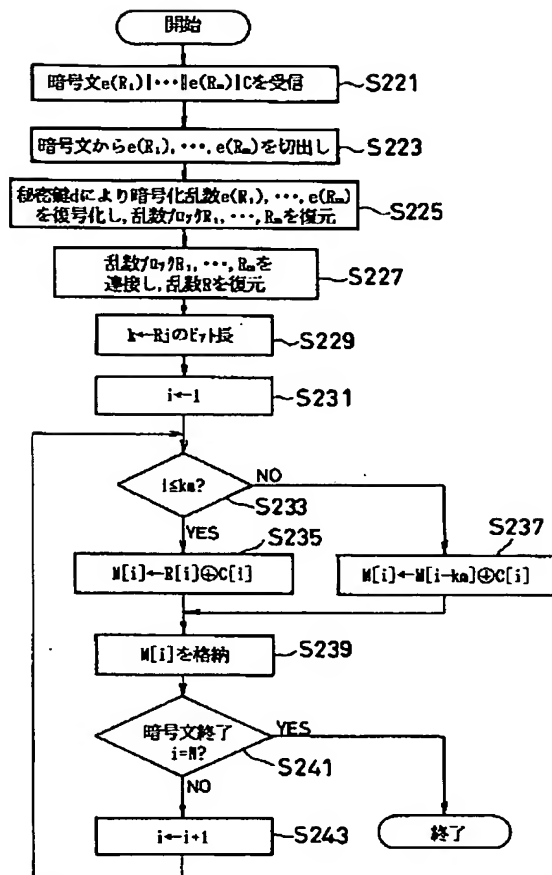 開始
暗号文e(R₁)|···|e(Rₘ)|Cを受信
S221
暗号文からe(R₁),···,e(Rₘ)を切出し
S223
秘密鍵dにより暗号化乱数e(R₁),···,e(Rₘ)
を復号化し,乱数ブロックR₁,···,Rₘを復元
S225
乱数ブロックR₁,···,Rₘを
連接し,乱数Rを復元
S227
k←Rjのビット長
S229
i←1
S231
i≦km?
NO
S233
YES
S235
S237
M[i]←R[i]⊕C[i]
M[i]←M[i-km]⊕C[i]
M[i]を格納
S239
暗号文終了
i=N?
YES
S241
NO
i←i+1
S243
終了